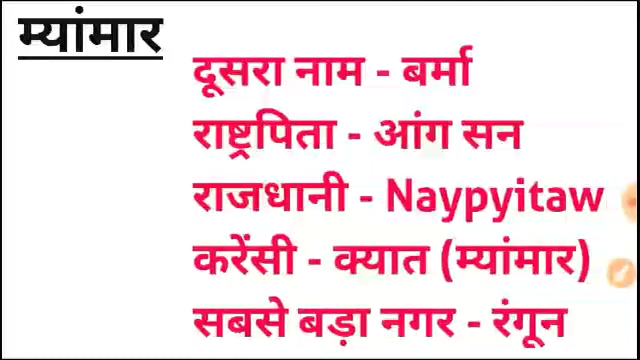 म्यांमार
दूसरा नाम - बर्मा
राष्ट्रपिता - आंग सन
राजधानी - Naypyitaw
करेंसी - क्यात (म्यांमार)
सबसे बड़ा नगर - रंगून